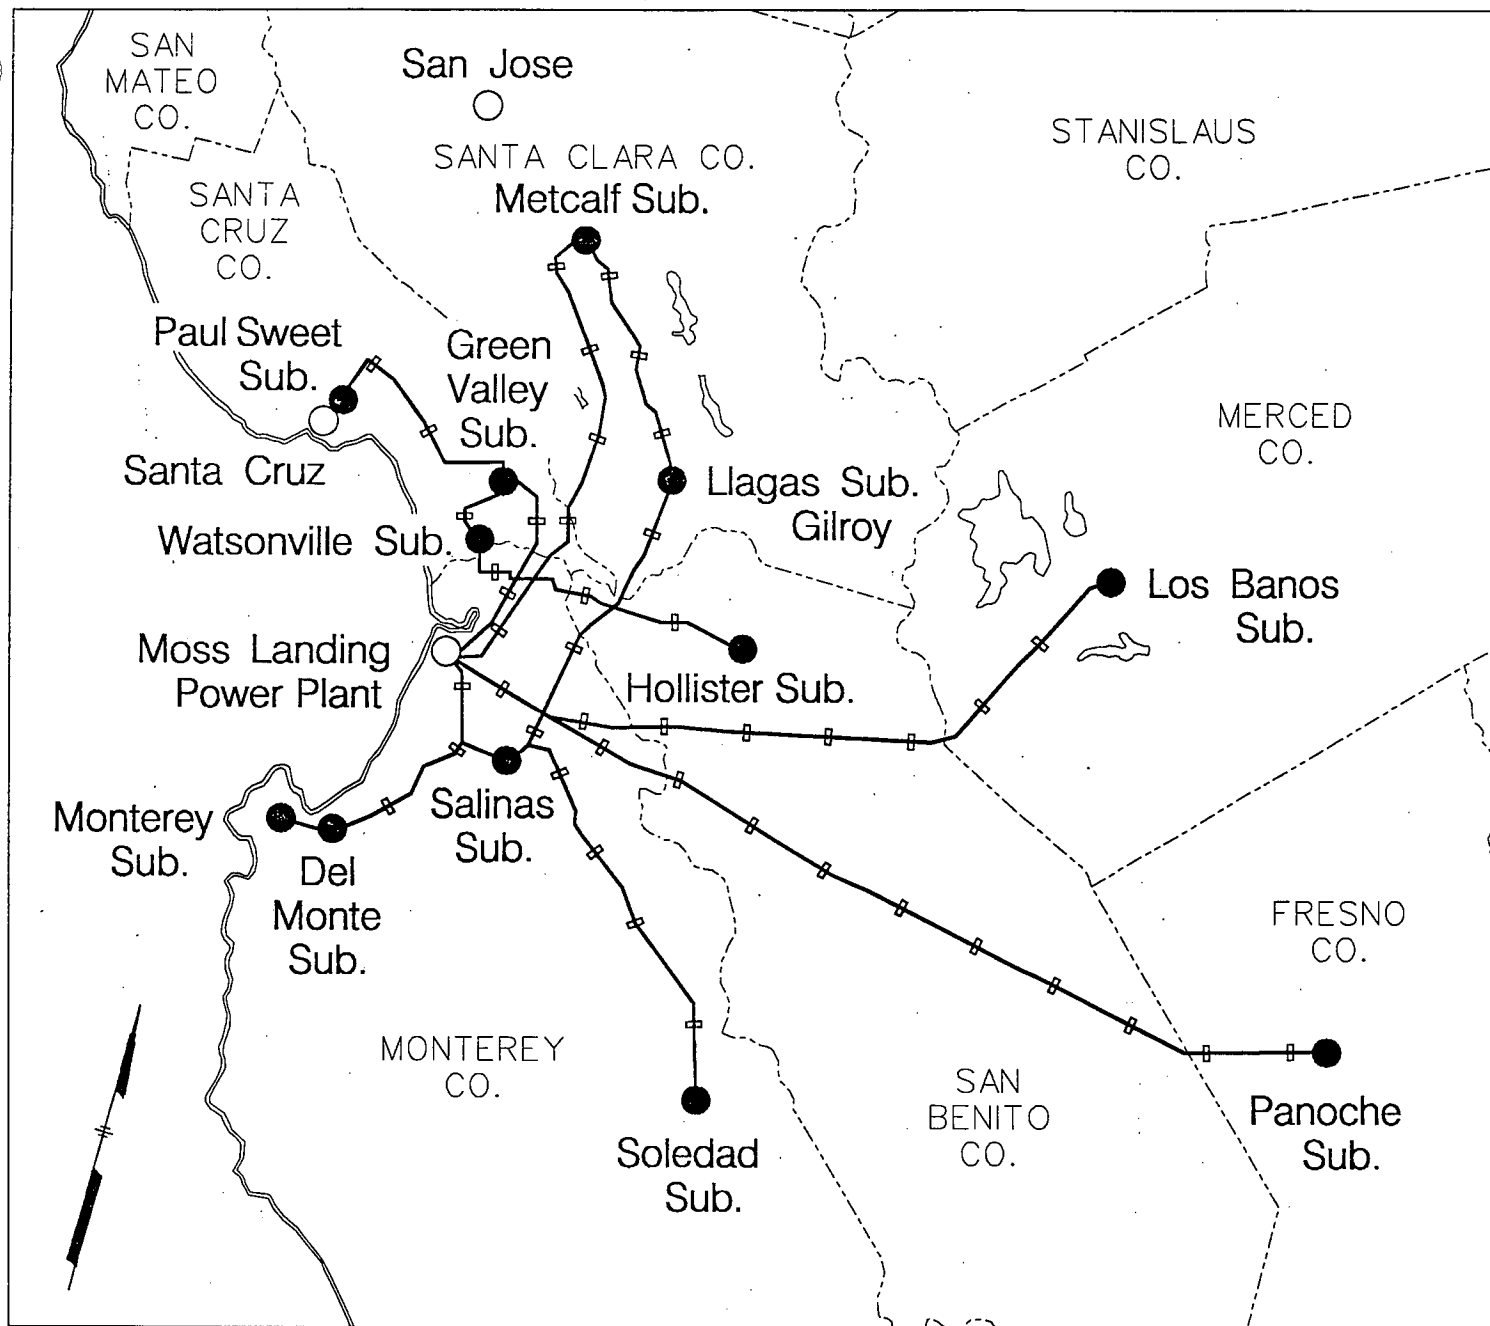 SAN
MATEO
CO.
San Jose
STANISLAUS
CO.
SANTA CLARA CO.
Metcalf Sub.
SANTA
CRUZ
CO.
Paul Sweet
Sub.
Green
Valley
Sub.
MERCED
CO.
Santa Cruz
Llagas Sub.
Gilroy
Watsonville Sub.
Los Banos
Sub.
Moss Landing
Power Plant
Hollister Sub.
Monterey
Sub.
Salinas
Sub.
Del
Monte
Sub.
FRESNO
CO.
MONTEREY
CO.
SAN
BENITO
CO.
Panoche
Sub.
Soledad
Sub.